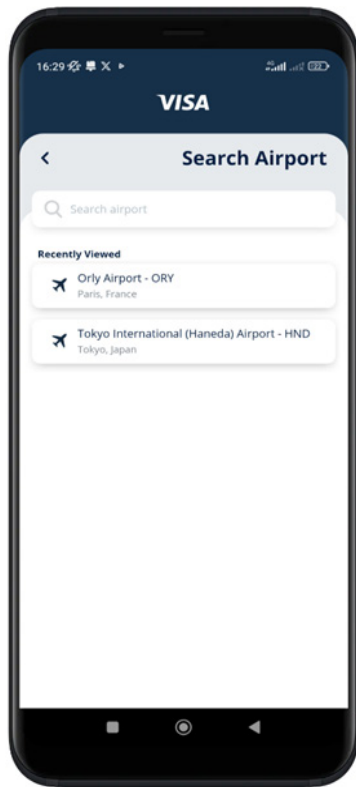 16:29
VISA
Search Airport
Search airport
Recently Viewed
Orly Airport - ORY
Paris, France
Tokyo International (Haneda) Airport - HND
Tokyo, Japan